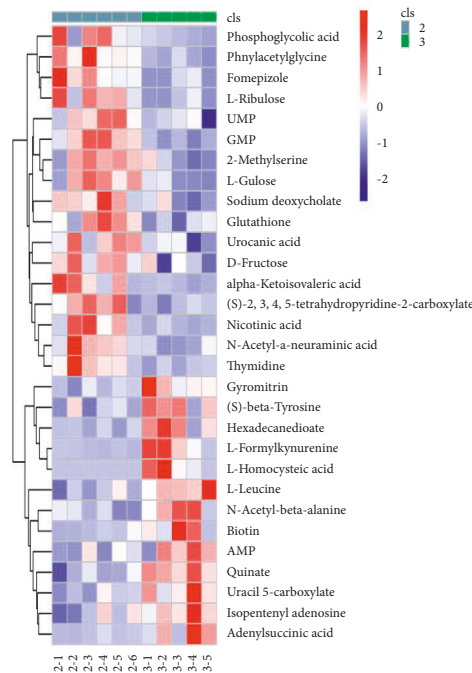 cls
Phosphoglycolic acid
Phnylacetylglycine
Fomepizole
L-Ribulose
UMP
GMP
2-Methylserine
L-Gulose
Sodium deoxycholate
Glutathione
Urocanic acid
D-Fructose
alpha-Ketoisovaleric acid
(S)-2, 3, 4, 5-tetrahydropyridine-2-carboxylate
Nicotinic acid
N-Acetyl-a-neuraminic acid
Thymidine
Gyromitrin
(S)-beta-Tyrosine
Hexadecanedioate
L-Formylkynurenine
L-Homocysteic acid
L-Leucine
N-Acetyl-beta-alanine
Biotin
AMP
Quinate
Uracil 5-carboxylate
Isopentenyl adenosine
Adenylsuccinic acid
2-1
2-2
2-3
2-4
2-5
2-6
3-1
3-2
3-3
3-4
3-5
2
1
0
-1
-2
cls
2
3